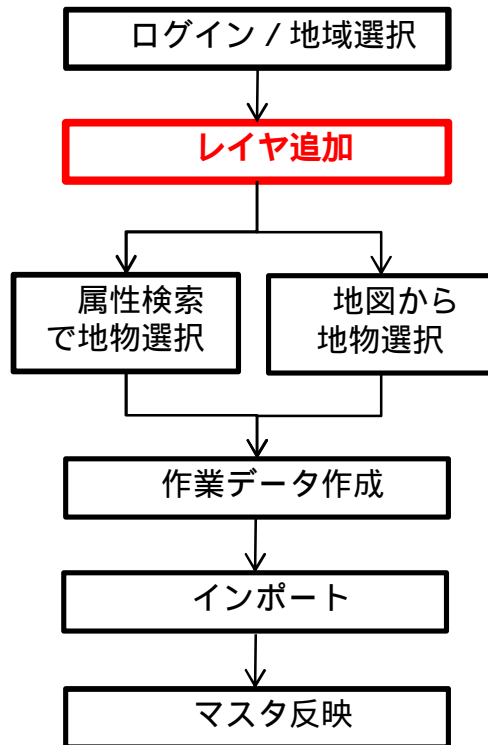 ログイン / 地域選択
レイヤ追加
属性検索
で地物選択
地図から
地物選択
作業データ作成
インポート
マスタ反映